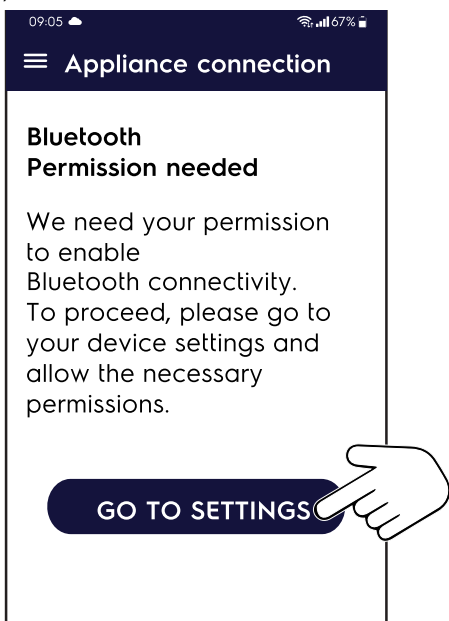 09:05 67%
Appliance connection
Bluetooth
Permission needed
We need your permission
to enable
Bluetooth connectivity.
To proceed, please go to
your device settings and
allow the necessary
permissions.
GO TO SETTINGS